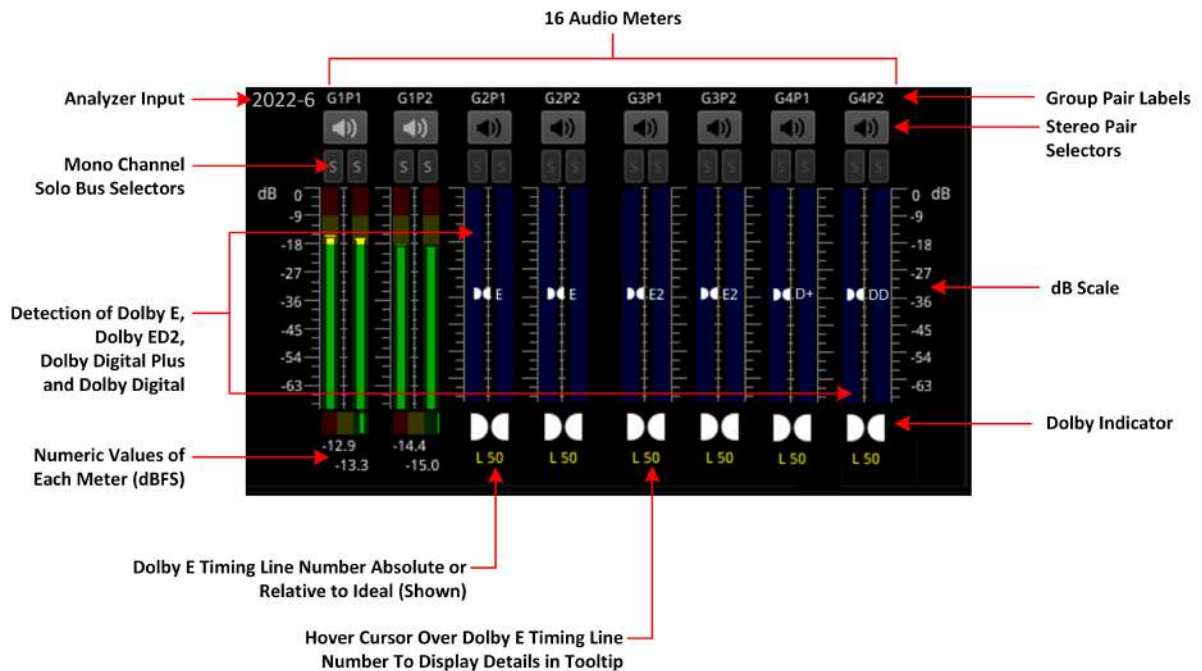 16 Audio Meters
Analyzer Input
2022-6 G1P1 G1P2 G2P1 G2P2 G3P1 G3P2 G4P1 G4P2
Group Pair Labels
Stereo Pair
Selectors
Mono Channel
Solo Bus Selectors
S S S S S S S S S S S S S S S S
dB 0 0 dB
-9 -9
-18 -18
-27 -27
-36 -36
-45 -45
-54 -54
-63 -63
E E E2 E2 D+ DD
dB Scale
Detection of Dolby E,
Dolby ED2,
Dolby Digital Plus
and Dolby Digital
Dolby Indicator
Numeric Values of
Each Meter (dBFS)
-12.9 -14.4
-13.3 -15.0
L 50 L 50 L 50 L 50 L 50 L 50
Dolby E Timing Line Number Absolute or
Relative to Ideal (Shown)
Hover Cursor Over Dolby E Timing Line
Number To Display Details in Tooltip